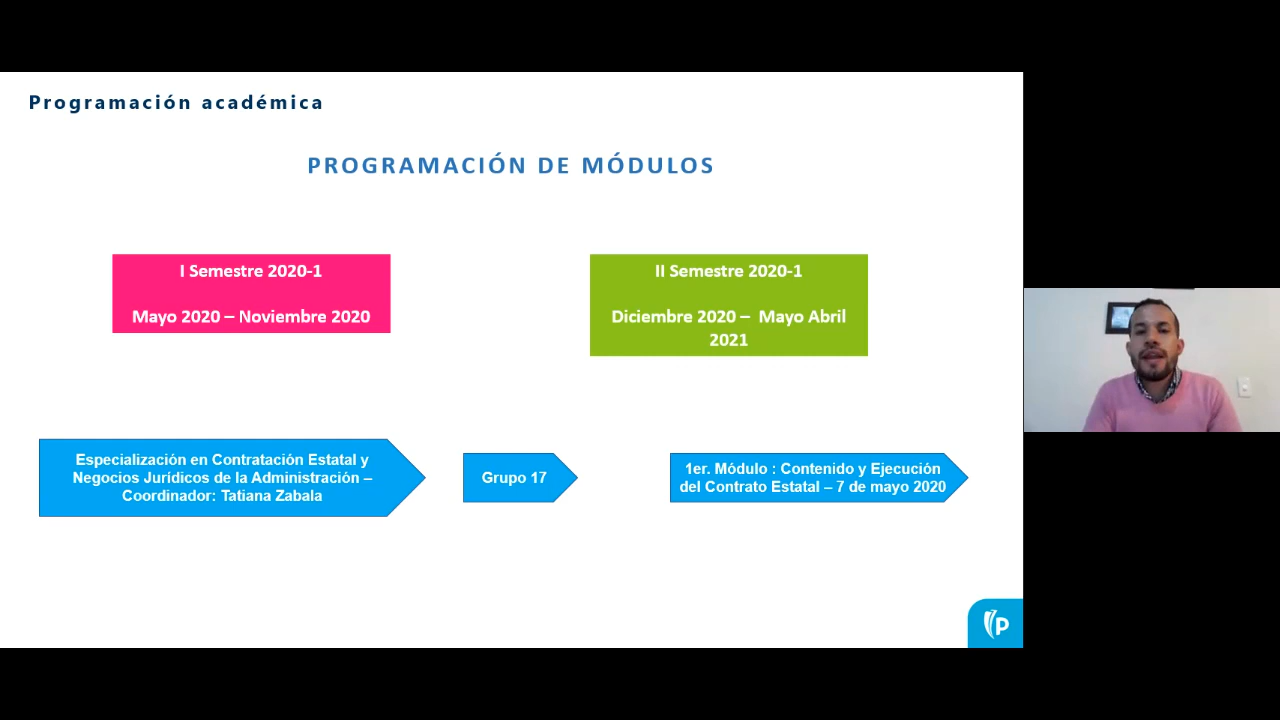 Programación académica
PROGRAMACIÓN DE MÓDULOS
I Semestre 2020-1
Mayo 2020 – Noviembre 2020
II Semestre 2020-1
Diciembre 2020 – Mayo Abril
2021
Especialización en Contratación Estatal y
Negocios Jurídicos de la Administración –
Coordinador: Tatiana Zabala
Grupo 17
1er. Módulo : Contenido y Ejecución
del Contrato Estatal – 7 de mayo 2020
P